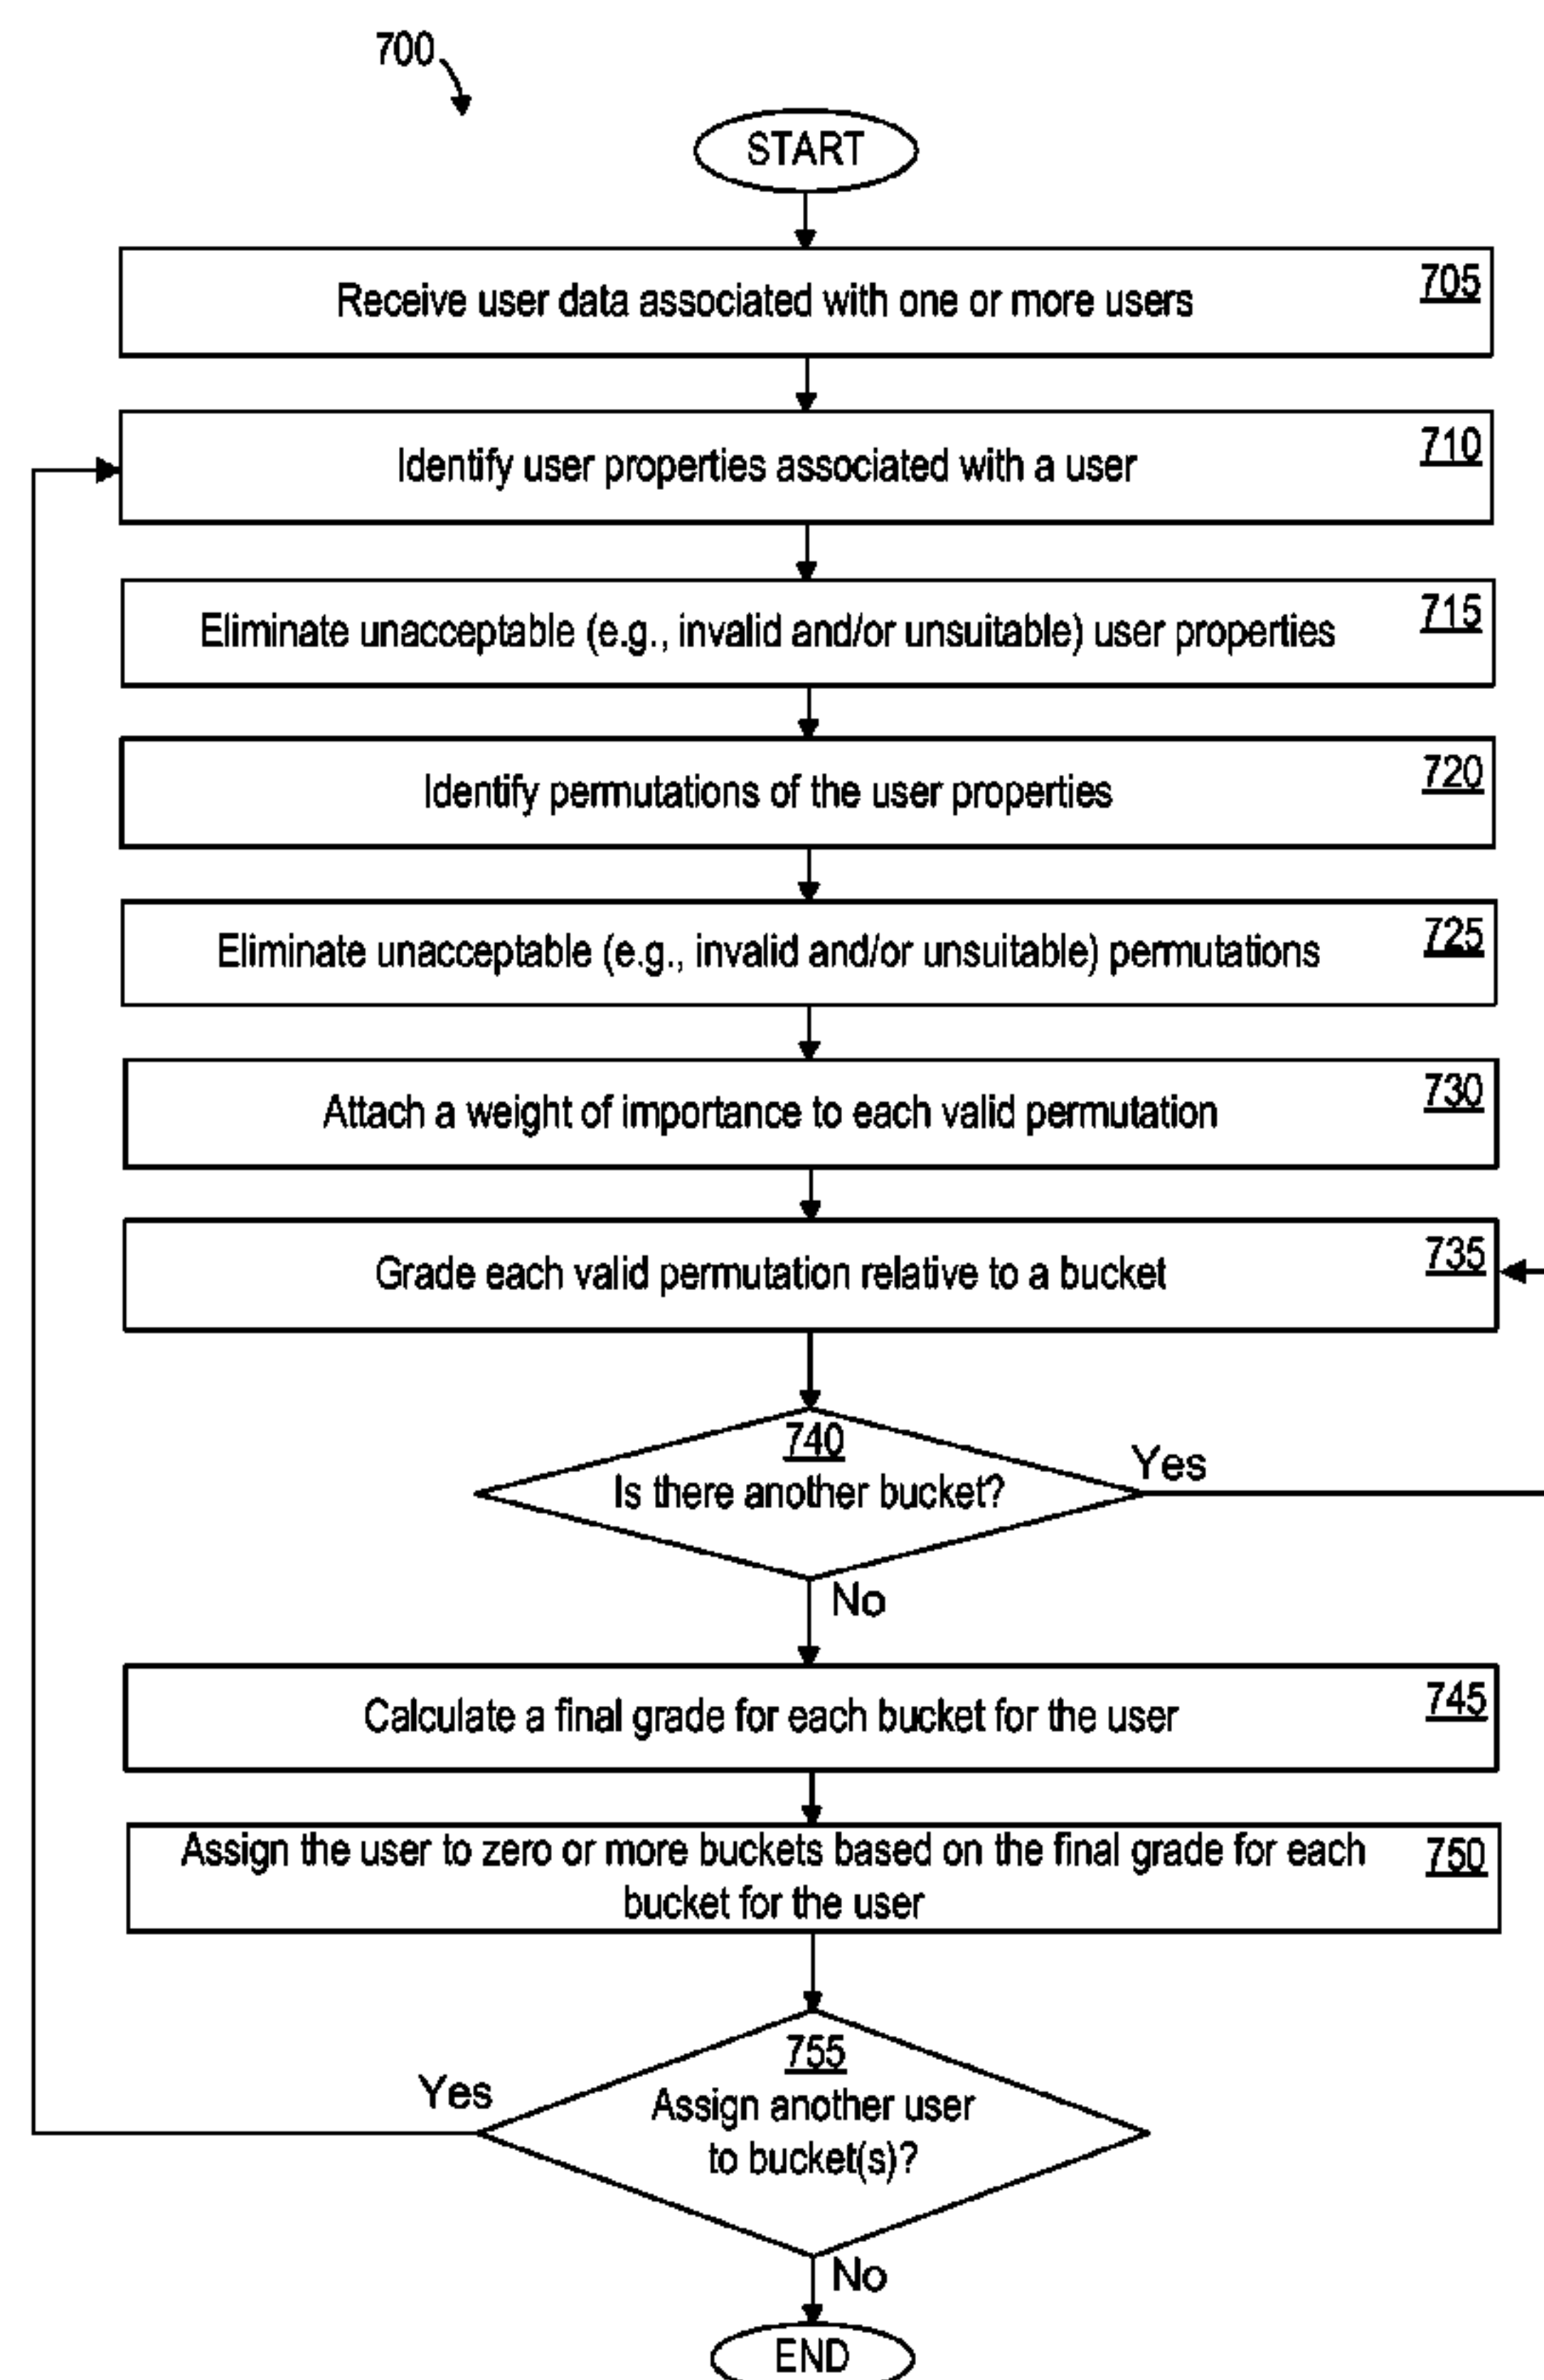 700
START
Receive user data associated with one or more users
705
Identify user properties associated with a user
710
Eliminate unacceptable (e.g., invalid and/or unsuitable) user properties
715
Identify permutations of the user properties
720
Eliminate unacceptable (e.g., invalid and/or unsuitable) permutations
725
Attach a weight of importance to each valid permutation
730
Grade each valid permutation relative to a bucket
735
740
Is there another bucket?
Yes
No
Calculate a final grade for each bucket for the user
745
Assign the user to zero or more buckets based on the final grade for each
bucket for the user
750
755
Assign another user
to bucket(s)?
Yes
No
END